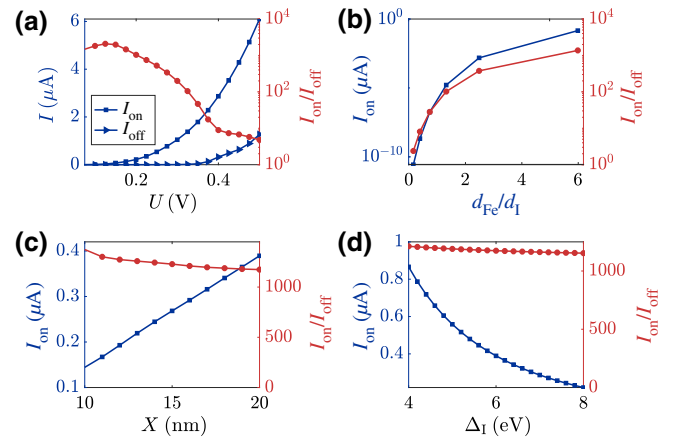 (a)
6
4
2
0
I (μA)
I_on
I_off
0.2
0.4
U (V)
10^4
10^2
10^0
I_on/I_off
(b)
10^0
10^-10
I_on (μA)
0
2
4
6
d_Fe/d_I
10^4
10^2
10^0
I_on/I_off
(c)
0.4
0.3
0.2
0.1
I_on (μA)
10
15
20
X (nm)
1000
500
0
I_on/I_off
(d)
1
0.8
0.6
0.4
I_on (μA)
4
6
8
Δ_I (eV)
1000
500
0
I_on/I_off